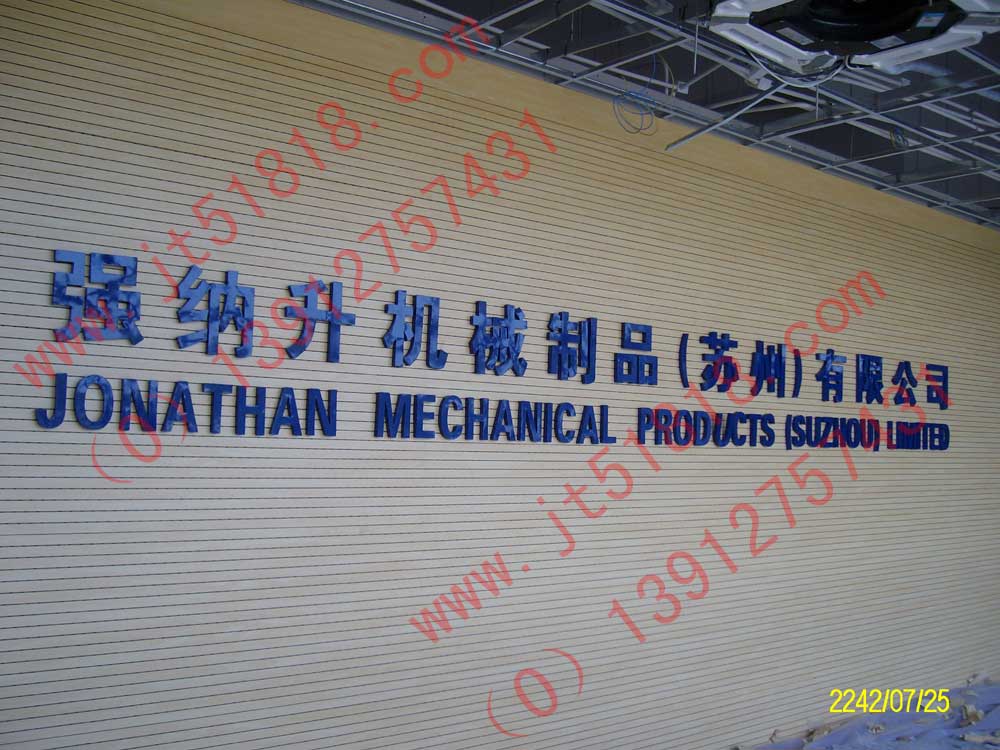 强纳升机械制品(苏州)有限公司
JONATHAN MECHANICAL PRODUCTS (SUZHOU) LIMITED
www.jt51818.com
(0) 13912757431
www.jt51818.com
(0) 13912757431
2242/07/25